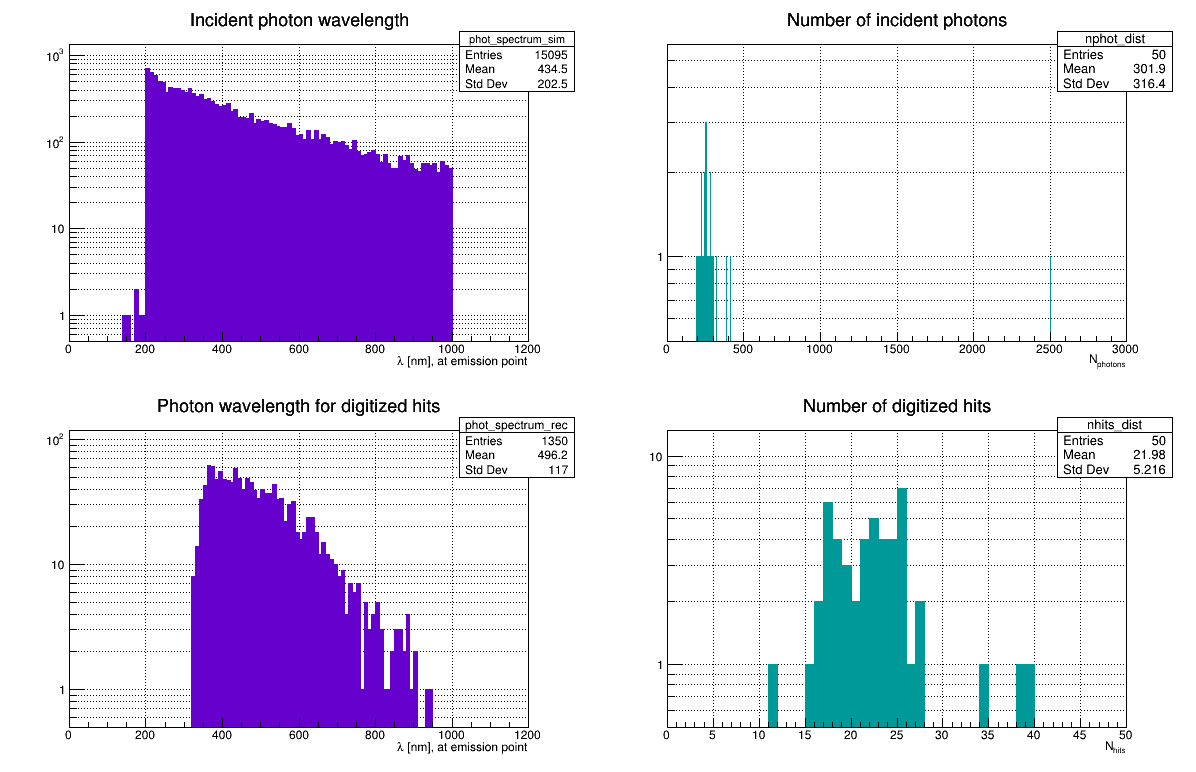 Incident photon wavelength
phot_spectrum_sim
Entries 15095
Mean 434.5
Std Dev 202.5
10³
10²
10
1
0 200 400 600 800 1000 1200
λ [nm], at emission point
Number of incident photons
nphot_dist
Entries 50
Mean 301.9
Std Dev 316.4
1
0 500 1000 1500 2000 2500 3000
Nphotons
Photon wavelength for digitized hits
phot_spectrum_rec
Entries 1350
Mean 496.2
Std Dev 117
10²
10
1
0 200 400 600 800 1000 1200
λ [nm], at emission point
Number of digitized hits
nhits_dist
Entries 50
Mean 21.98
Std Dev 5.216
10
1
0 5 10 15 20 25 30 35 40 45 50
Nhits